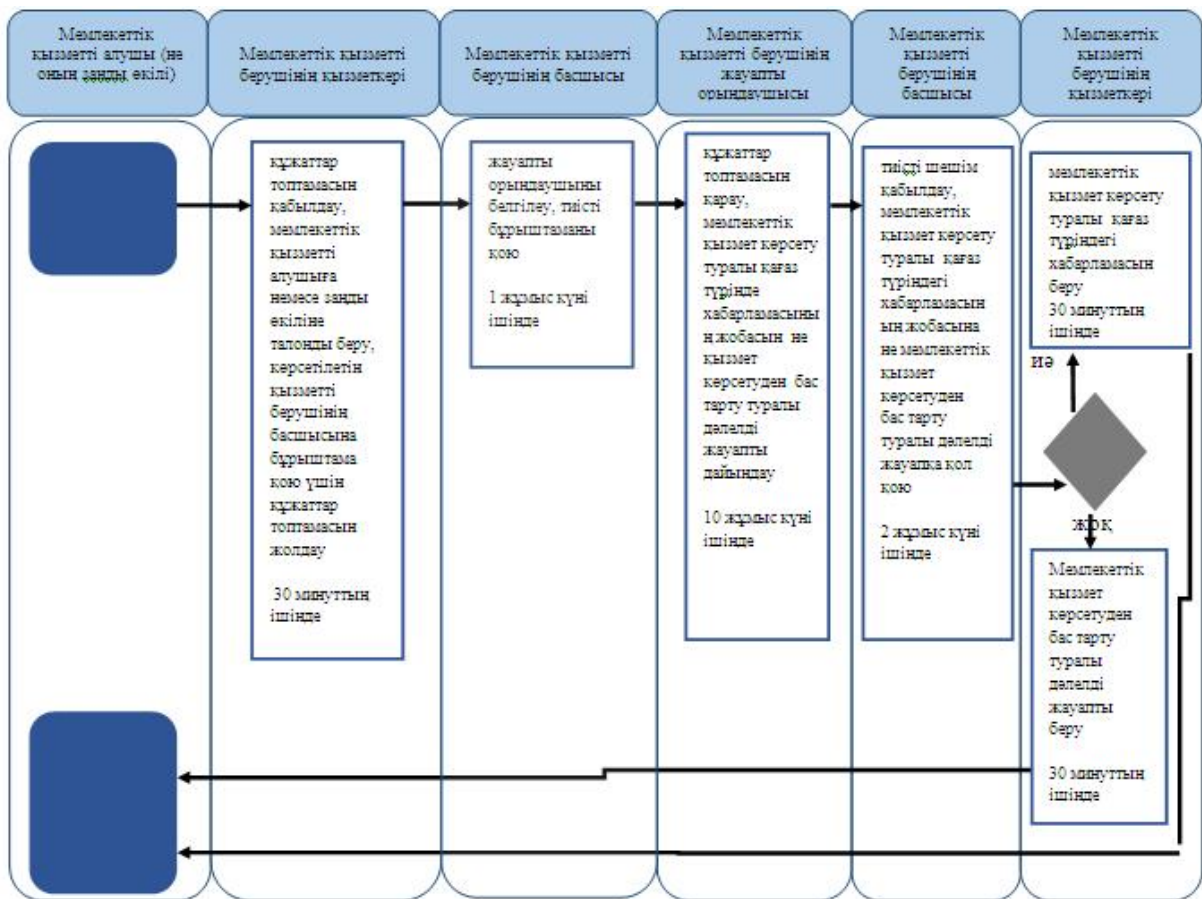 Мемлекеттік
қызметті алушы (не
оның заңды өкілі)
Мемлекеттік қызметті
берушінің қызметкері
Мемлекеттік қызметті
берушінің басшысы
Мемлекеттік
қызметті берушінің
жауапты
орындаушысы
Мемлекеттік
қызметті
берушінің
басшысы
Мемлекеттік
қызметті
берушінің
қызметкері
құжаттар
топтамасын
қабылдау,
мемлекеттік
қызметті
алушыға
немесе заңды
өкіліне
талонды беру,
көрсетілетін
қызметті
берушінің
басшысына
бұрыштама
қою үшін
құжаттар
топтамасын
жолдау
30 минуттың
ішінде
жауапты
орындаушыны
белгілеу, тиісті
бұрыштаманы
қою
1 жұмыс күні
ішінде
құжаттар
топтамасын
қарау,
мемлекеттік
қызмет көрсету
туралы қағаз
түрінде
хабарламасыны
ң жобасын не
қызмет
көрсетуден бас
тарту туралы
дәлелді
жауапты
дайындау
10 жұмыс күні
ішінде
тиісті шешім
қабылдау,
мемлекеттік
қызмет көрсету
туралы қағаз
түріндегі
хабарламасын
ың жобасына
не мемлекеттік
қызмет
көрсетуден
бас тарту
туралы дәлелді
жауапқа қол
қою
2 жұмыс күні
ішінде
мемлекеттік
қызмет көрсету
туралы қағаз
түріндегі
хабарламасын
беру
30 минуттың
ішінде
иә
жоқ
Мемлекеттік
қызмет
көрсетуден
бас тарту
туралы
дәлелді
жауапты
беру
30 минуттың
ішінде